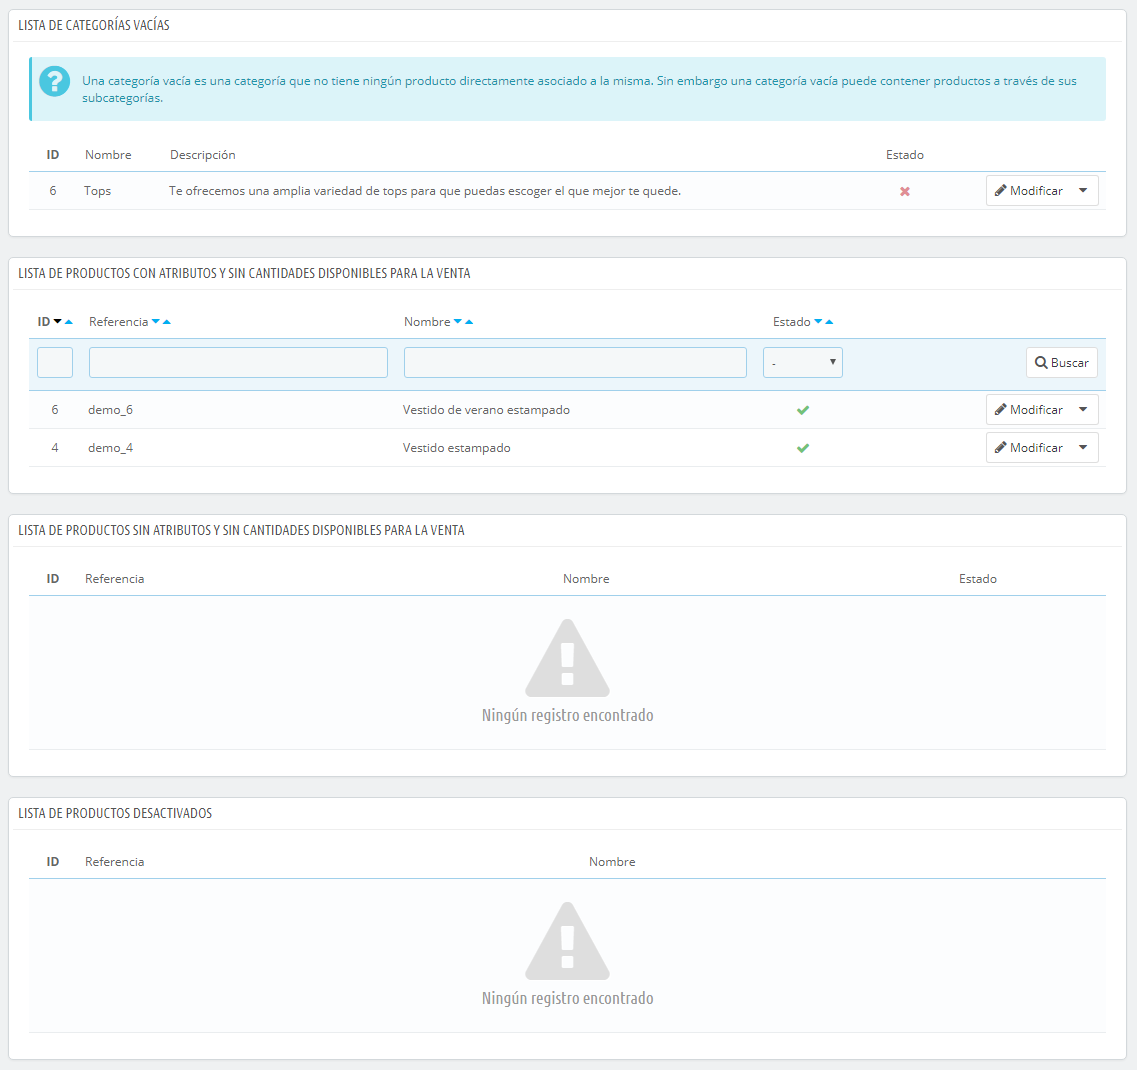 LISTA DE CATEGORÍAS VACÍAS
Una categoría vacía es una categoría que no tiene ningún producto directamente asociado a la misma. Sin embargo una categoría vacía puede contener productos a través de sus
subcategorías.
ID Nombre Descripción Estado
6 Tops Te ofrecemos una amplia variedad de tops para que puedas escoger el que mejor te quede. Modificar
LISTA DE PRODUCTOS CON ATRIBUTOS Y SIN CANTIDADES DISPONIBLES PARA LA VENTA
ID Referencia Nombre Estado
- Buscar
6 demo_6 Vestido de verano estampado Modificar
4 demo_4 Vestido estampado Modificar
LISTA DE PRODUCTOS SIN ATRIBUTOS Y SIN CANTIDADES DISPONIBLES PARA LA VENTA
ID Referencia Nombre Estado
Ningún registro encontrado
LISTA DE PRODUCTOS DESACTIVADOS
ID Referencia Nombre
Ningún registro encontrado